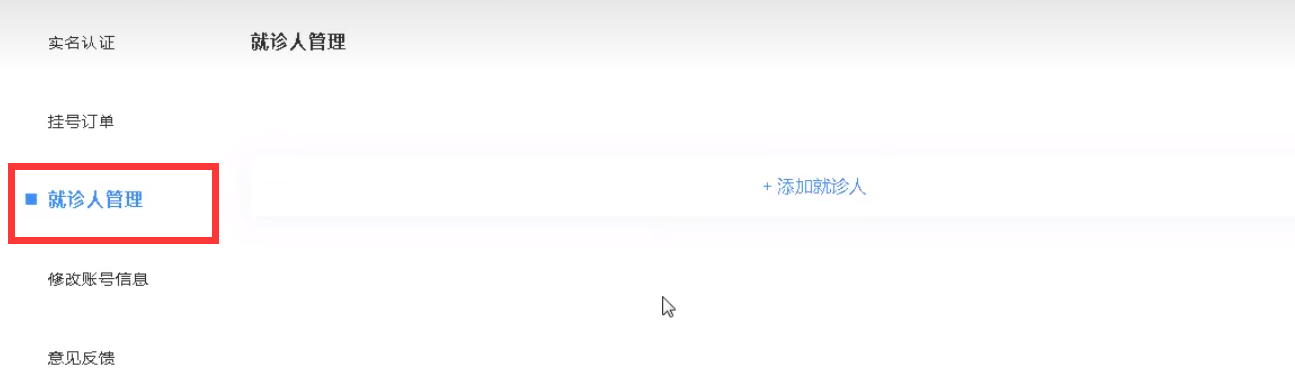 实名认证
就诊人管理
挂号订单
就诊人管理
+ 添加就诊人
修改账号信息
意见反馈